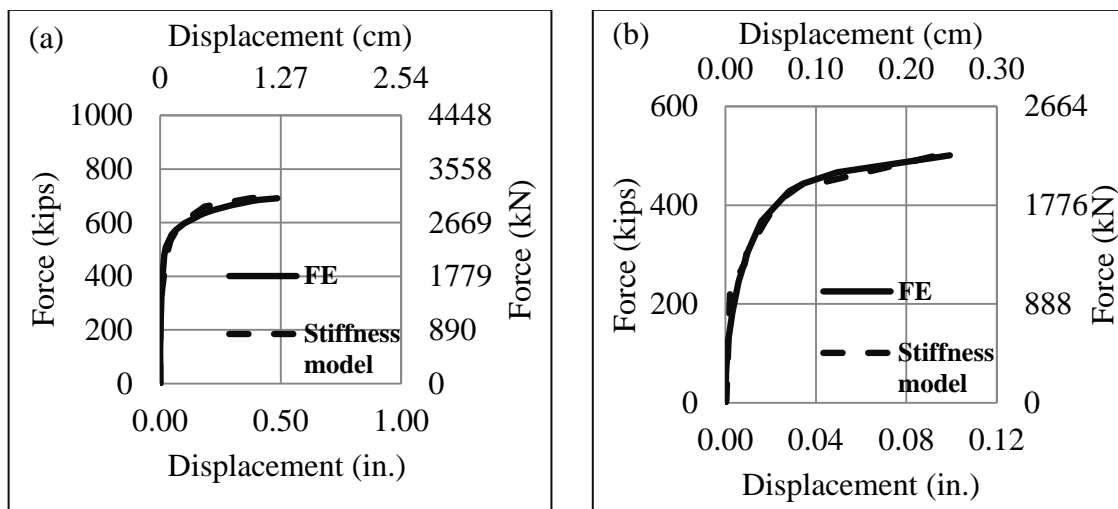 (a)
Displacement (cm)
0 1.27 2.54
1000
800
600
400
200
0
Force (kips)
4448
3558
2669
1779
890
0
Force (kN)
FE
Stiffness
model
0.00 0.50 1.00
Displacement (in.)
(b)
Displacement (cm)
0.00 0.10 0.20 0.30
600
400
200
0
Force (kips)
2664
1776
888
0
Force (kN)
FE
Stiffness
model
0.00 0.04 0.08 0.12
Displacement (in.)